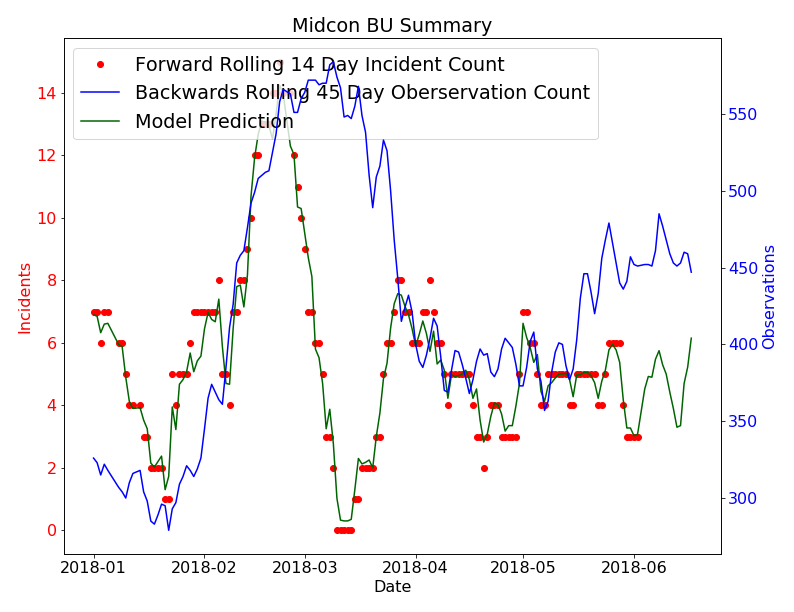 Midcon BU Summary
Forward Rolling 14 Day Incident Count
Backwards Rolling 45 Day Oberservation Count
Model Prediction
14
12
10
8
6
4
2
0
Incidents
550
500
450
400
350
300
Observations
2018-01 2018-02 2018-03 2018-04 2018-05 2018-06
Date